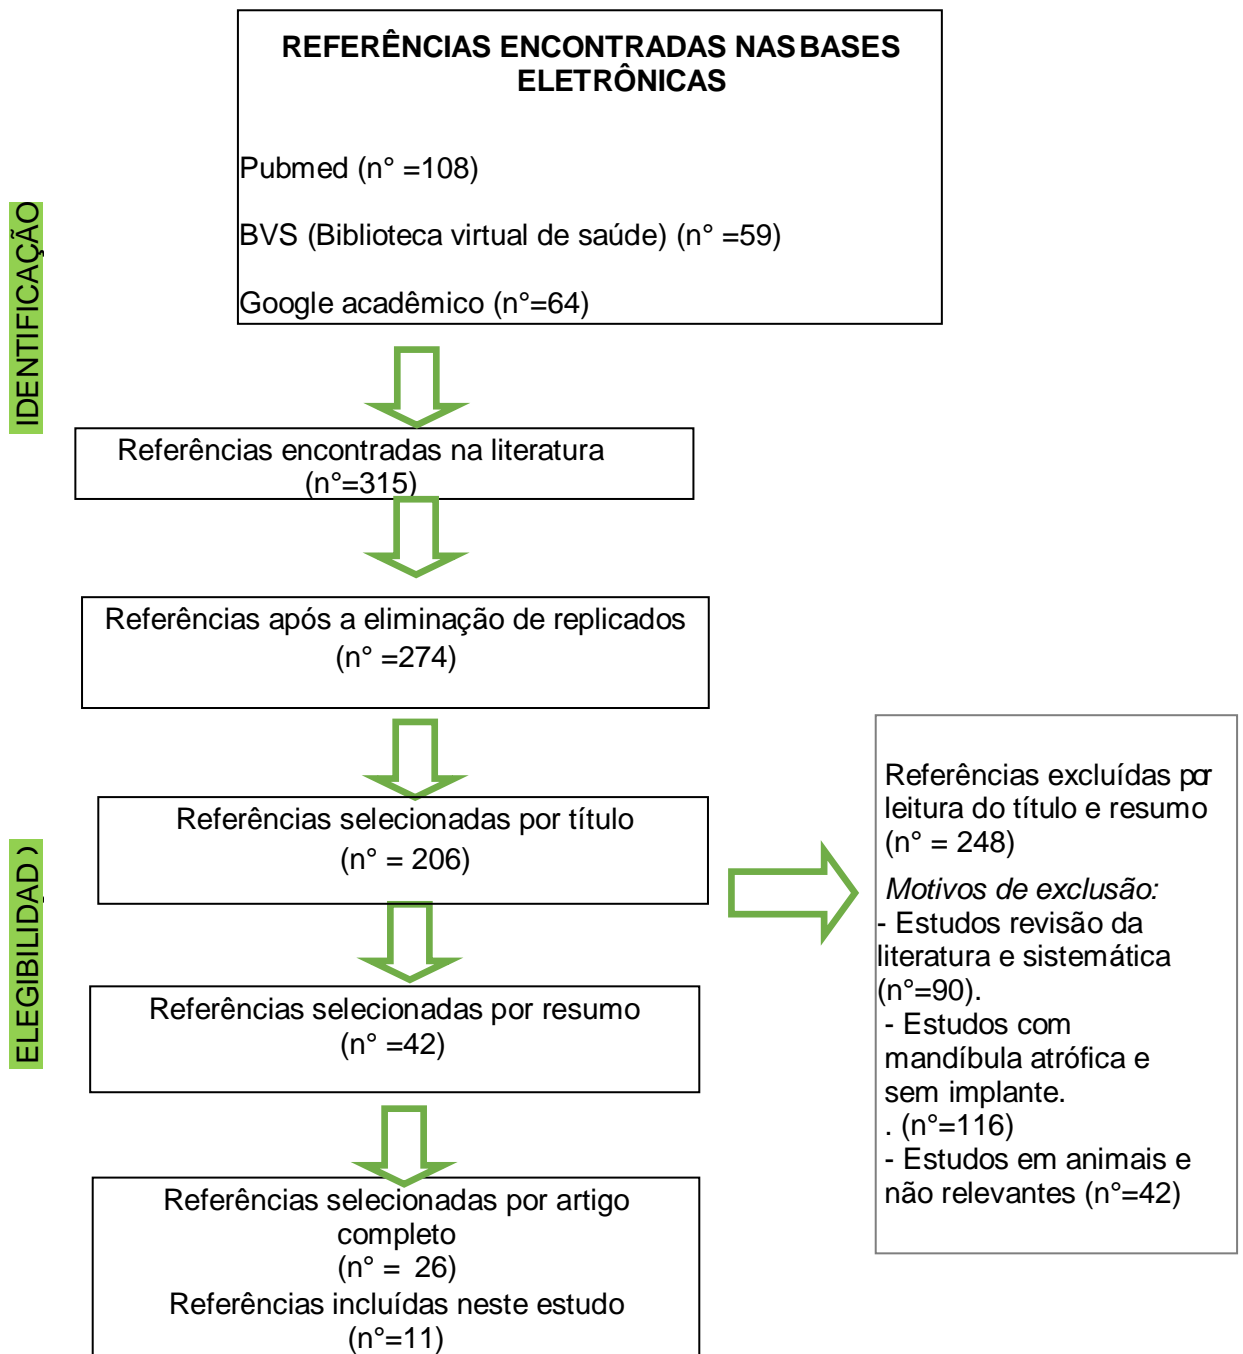 REFERÊNCIAS ENCONTRADAS NAS BASES
ELETRÔNICAS
Pubmed (n° =108)
BVS (Biblioteca virtual de saúde) (n° =59)
Google acadêmico (n°=64)
IDENTIFICAÇÃO
Referências encontradas na literatura
(n°=315)
Referências após a eliminação de replicados
(n° =274)
Referências selecionadas por título
(n° = 206)
ELEGIBILIDAD
Referências selecionadas por resumo
(n° =42)
Referências selecionadas por artigo
completo
(n° = 26)
Referências incluídas neste estudo
(n°=11)
Referências excluídas por
leitura do título e resumo
(n° = 248)
Motivos de exclusão:
- Estudos revisão da
literatura e sistemática
(n°=90).
- Estudos com
mandíbula atrófica e
sem implante.
. (n°=116)
- Estudos em animais e
não relevantes (n°=42)